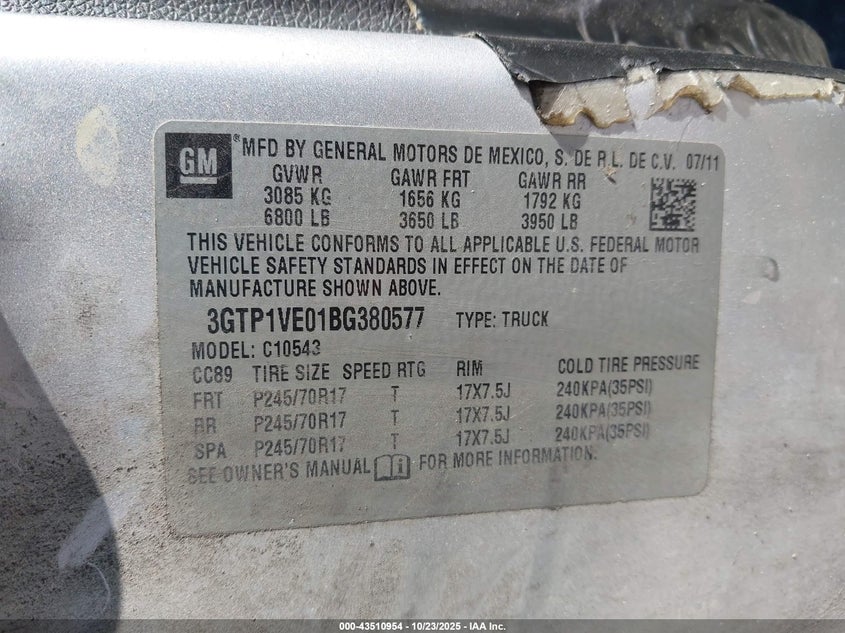 GM
®MFD BY GENERAL MOTORS DE MEXICO, S. DE R.L. DE C.V. 07/11
GVWR GAWR FRT GAWR RR
3085 KG 1656 KG 1792 KG
6800 LB 3650 LB 3950 LB
THIS VEHICLE CONFORMS TO ALL APPLICABLE U.S. FEDERAL MOTOR
VEHICLE SAFETY STANDARDS IN EFFECT ON THE DATE OF
MANUFACTURE SHOWN ABOVE.
3GTP1VE01BG380577 TYPE: TRUCK
MODEL: C10543
CC89 TIRE SIZE SPEED RTG RIM COLD TIRE PRESSURE
FRT P245/70R17 T 17X7.5J 240KPA(35PSI)
RR P245/70R17 T 17X7.5J 240KPA(35PSI)
SPA P245/70R17 T 17X7.5J 240KPA(35PSI)
SEE OWNER'S MANUAL FOR MORE INFORMATION.
000-43510954 - 10/23/2025 - IAA Inc.